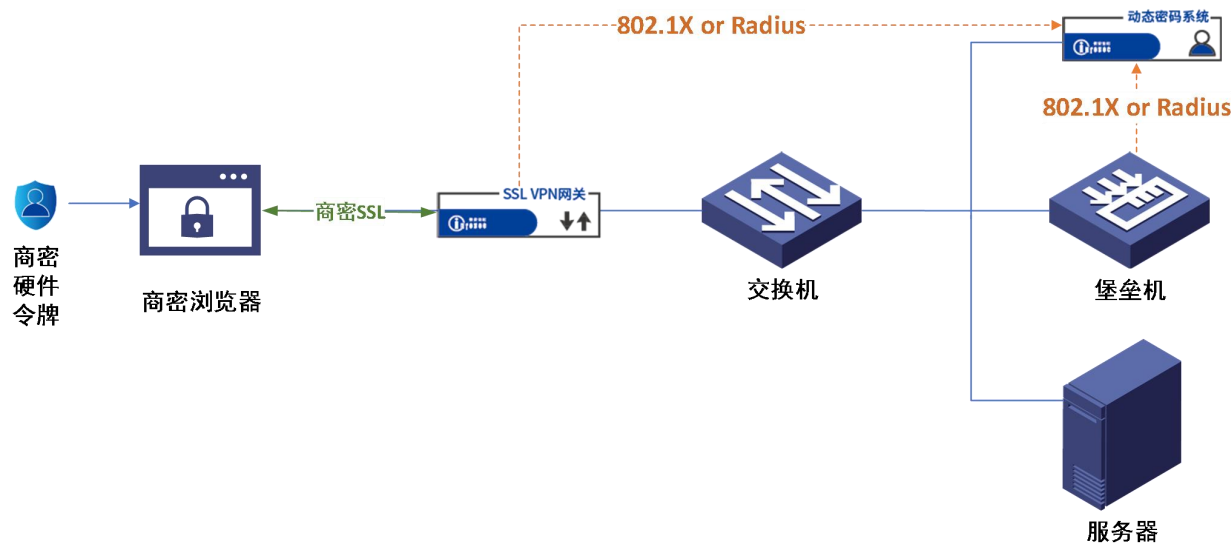 802.1X or Radius
动态密码系统
802.1X or Radius
SSL VPN网关
商密SSL
商密
硬件
令牌
商密浏览器
交换机
堡垒机
服务器